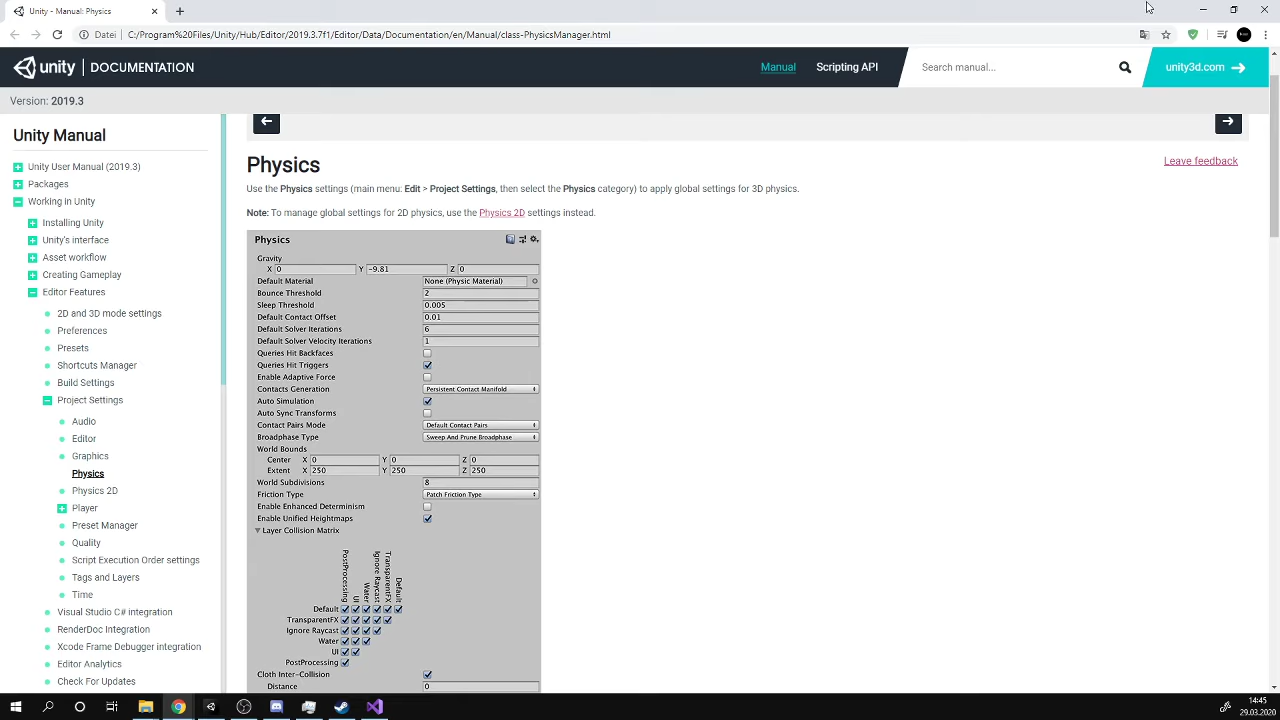 Unity - Manual: Physics
Datei
C:/Program%20Files/Unity/Hub/Editor/2019.3.7f1/Editor/Data/Documentation/en/Manual/class-PhysicsManager.html
unity
DOCUMENTATION
Manual
Scripting API
Search manual...
unity3d.com
Version: 2019.3
Unity Manual
Unity User Manual (2019.3)
Packages
Working in Unity
Installing Unity
Unity's interface
Asset workflow
Creating Gameplay
Editor Features
2D and 3D mode settings
Preferences
Presets
Shortcuts Manager
Build Settings
Project Settings
Audio
Editor
Graphics
Physics
Physics 2D
Player
Preset Manager
Quality
Script Execution Order settings
Tags and Layers
Time
Visual Studio C# integration
RenderDoc Integration
Xcode Frame Debugger integration
Editor Analytics
Check For Updates
Physics
Leave feedback
Use the Physics settings (main menu: Edit > Project Settings, then select the Physics category) to apply global settings for 3D physics.
Note: To manage global settings for 2D physics, use the Physics 2D settings instead.
Physics
Gravity
X 0 Y -9.81 Z 0
Default Material None (Physic Material)
Bounce Threshold 2
Sleep Threshold 0.005
Default Contact Offset 0.01
Default Solver Iterations 6
Default Solver Velocity Iterations 1
Queries Hit Backfaces
Queries Hit Triggers
Enable Adaptive Force
Contacts Generation Persistent Contact Manifold
Auto Simulation
Auto Sync Transforms
Contact Pairs Mode Default Contact Pairs
Broadphase Type Sweep And Prune Broadphase
World Bounds
Center X 0 Y 0 Z 0
Extent X 250 Y 250 Z 250
World Subdivisions 8
Friction Type Patch Friction Type
Enable Enhanced Determinism
Enable Unified Heightmaps
Layer Collision Matrix
PostProcessing
UI
Water
Ignore Raycast
TransparentFX
Default
Default
TransparentFX
Ignore Raycast
Water
UI
PostProcessing
Cloth Inter-Collision
Distance 0
14:45
29.03.2020